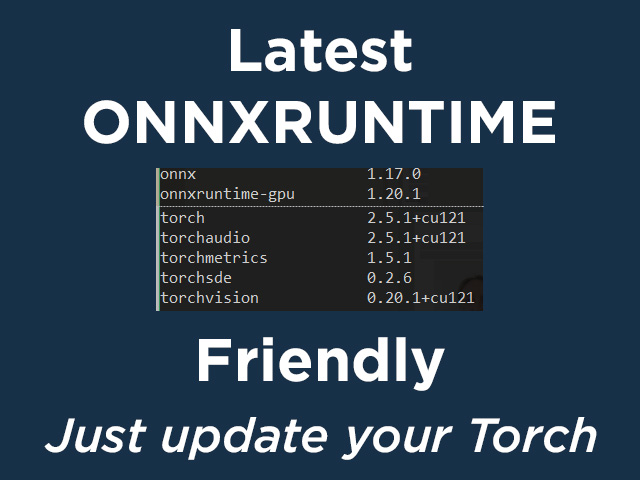 Latest
ONNXRUNTIME
onnx 1.17.0
onnxruntime-gpu 1.20.1
torch 2.5.1+cu121
torchaudio 2.5.1+cu121
torchmetrics 1.5.1
torchsde 0.2.6
torchvision 0.20.1+cu121
Friendly
Just update your Torch